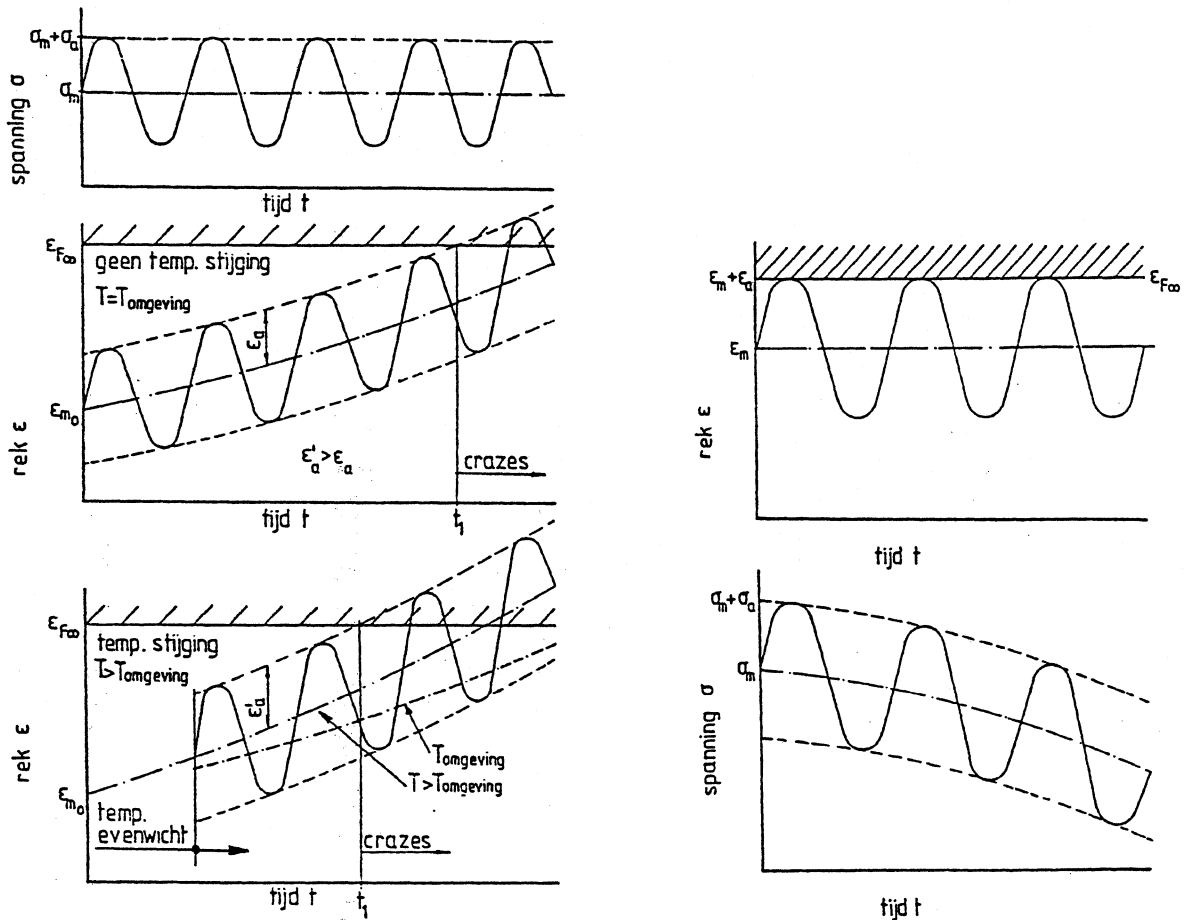 σm+σa
σm
spanning σ
tijd t
εF∞
geen temp. stijging
T=Tomgeving
εa
εm0
rek ε
ε'a>εa
crazes
tijd t
t1
εF∞
temp. stijging
T>Tomgeving
ε'a
Tomgeving
T>Tomgeving
εm0
rek ε
temp.
evenwicht
crazes
tijd t
t1
εm+εa
εF∞
εm
rek ε
tijd t
σm+σa
σm
spanning σ
tijd t